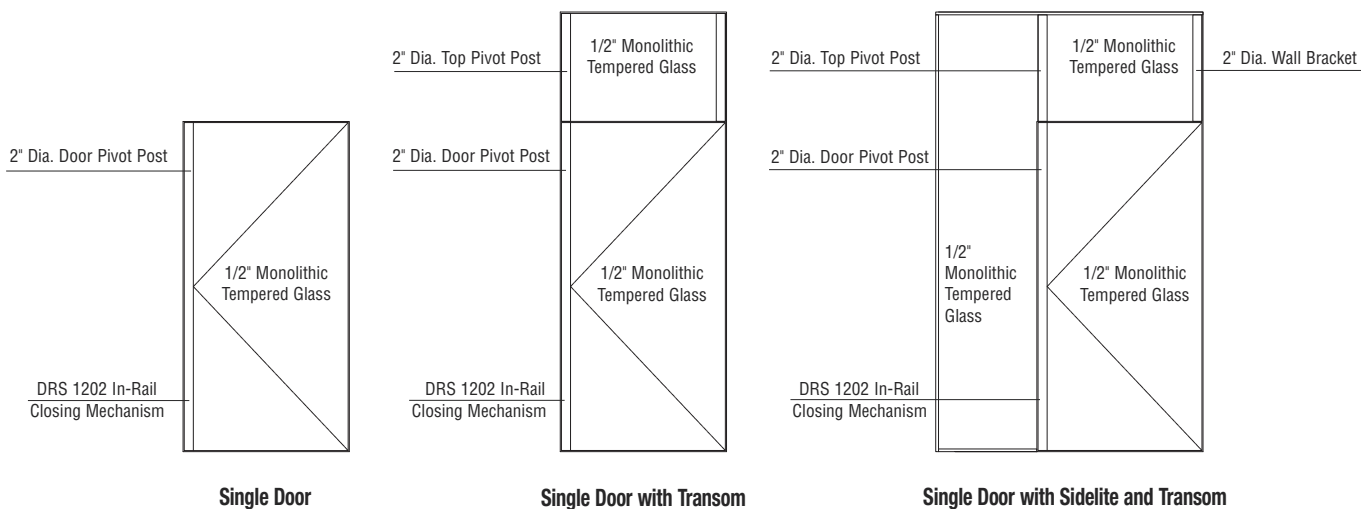 2" Dia. Door Pivot Post
1/2" Monolithic
Tempered Glass
DRS 1202 In-Rail
Closing Mechanism
Single Door
1/2" Monolithic
Tempered Glass
2" Dia. Top Pivot Post
2" Dia. Door Pivot Post
1/2" Monolithic
Tempered Glass
DRS 1202 In-Rail
Closing Mechanism
Single Door with Transom
1/2" Monolithic
Tempered Glass
2" Dia. Top Pivot Post
2" Dia. Wall Bracket
2" Dia. Door Pivot Post
1/2"
Monolithic
Tempered
Glass
1/2" Monolithic
Tempered Glass
DRS 1202 In-Rail
Closing Mechanism
Single Door with Sidelite and Transom